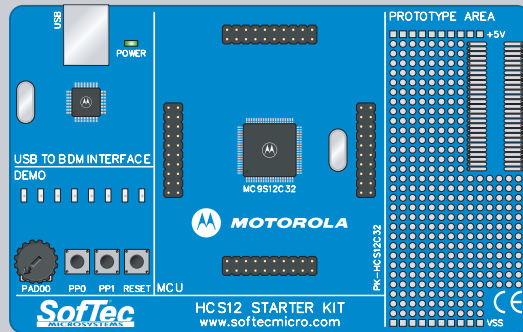 USB
POWER
USB TO BDM INTERFACE
DEMO
PAD00 PP0 PP1 RESET
MCU
MC9S12C32
MOTOROLA
PK-HCS12C32
PROTOTYPE AREA
+5V
VSS
CE
SofTec
MICROSYSTEMS
HCS12 STARTER KIT
www.softecmicro.com